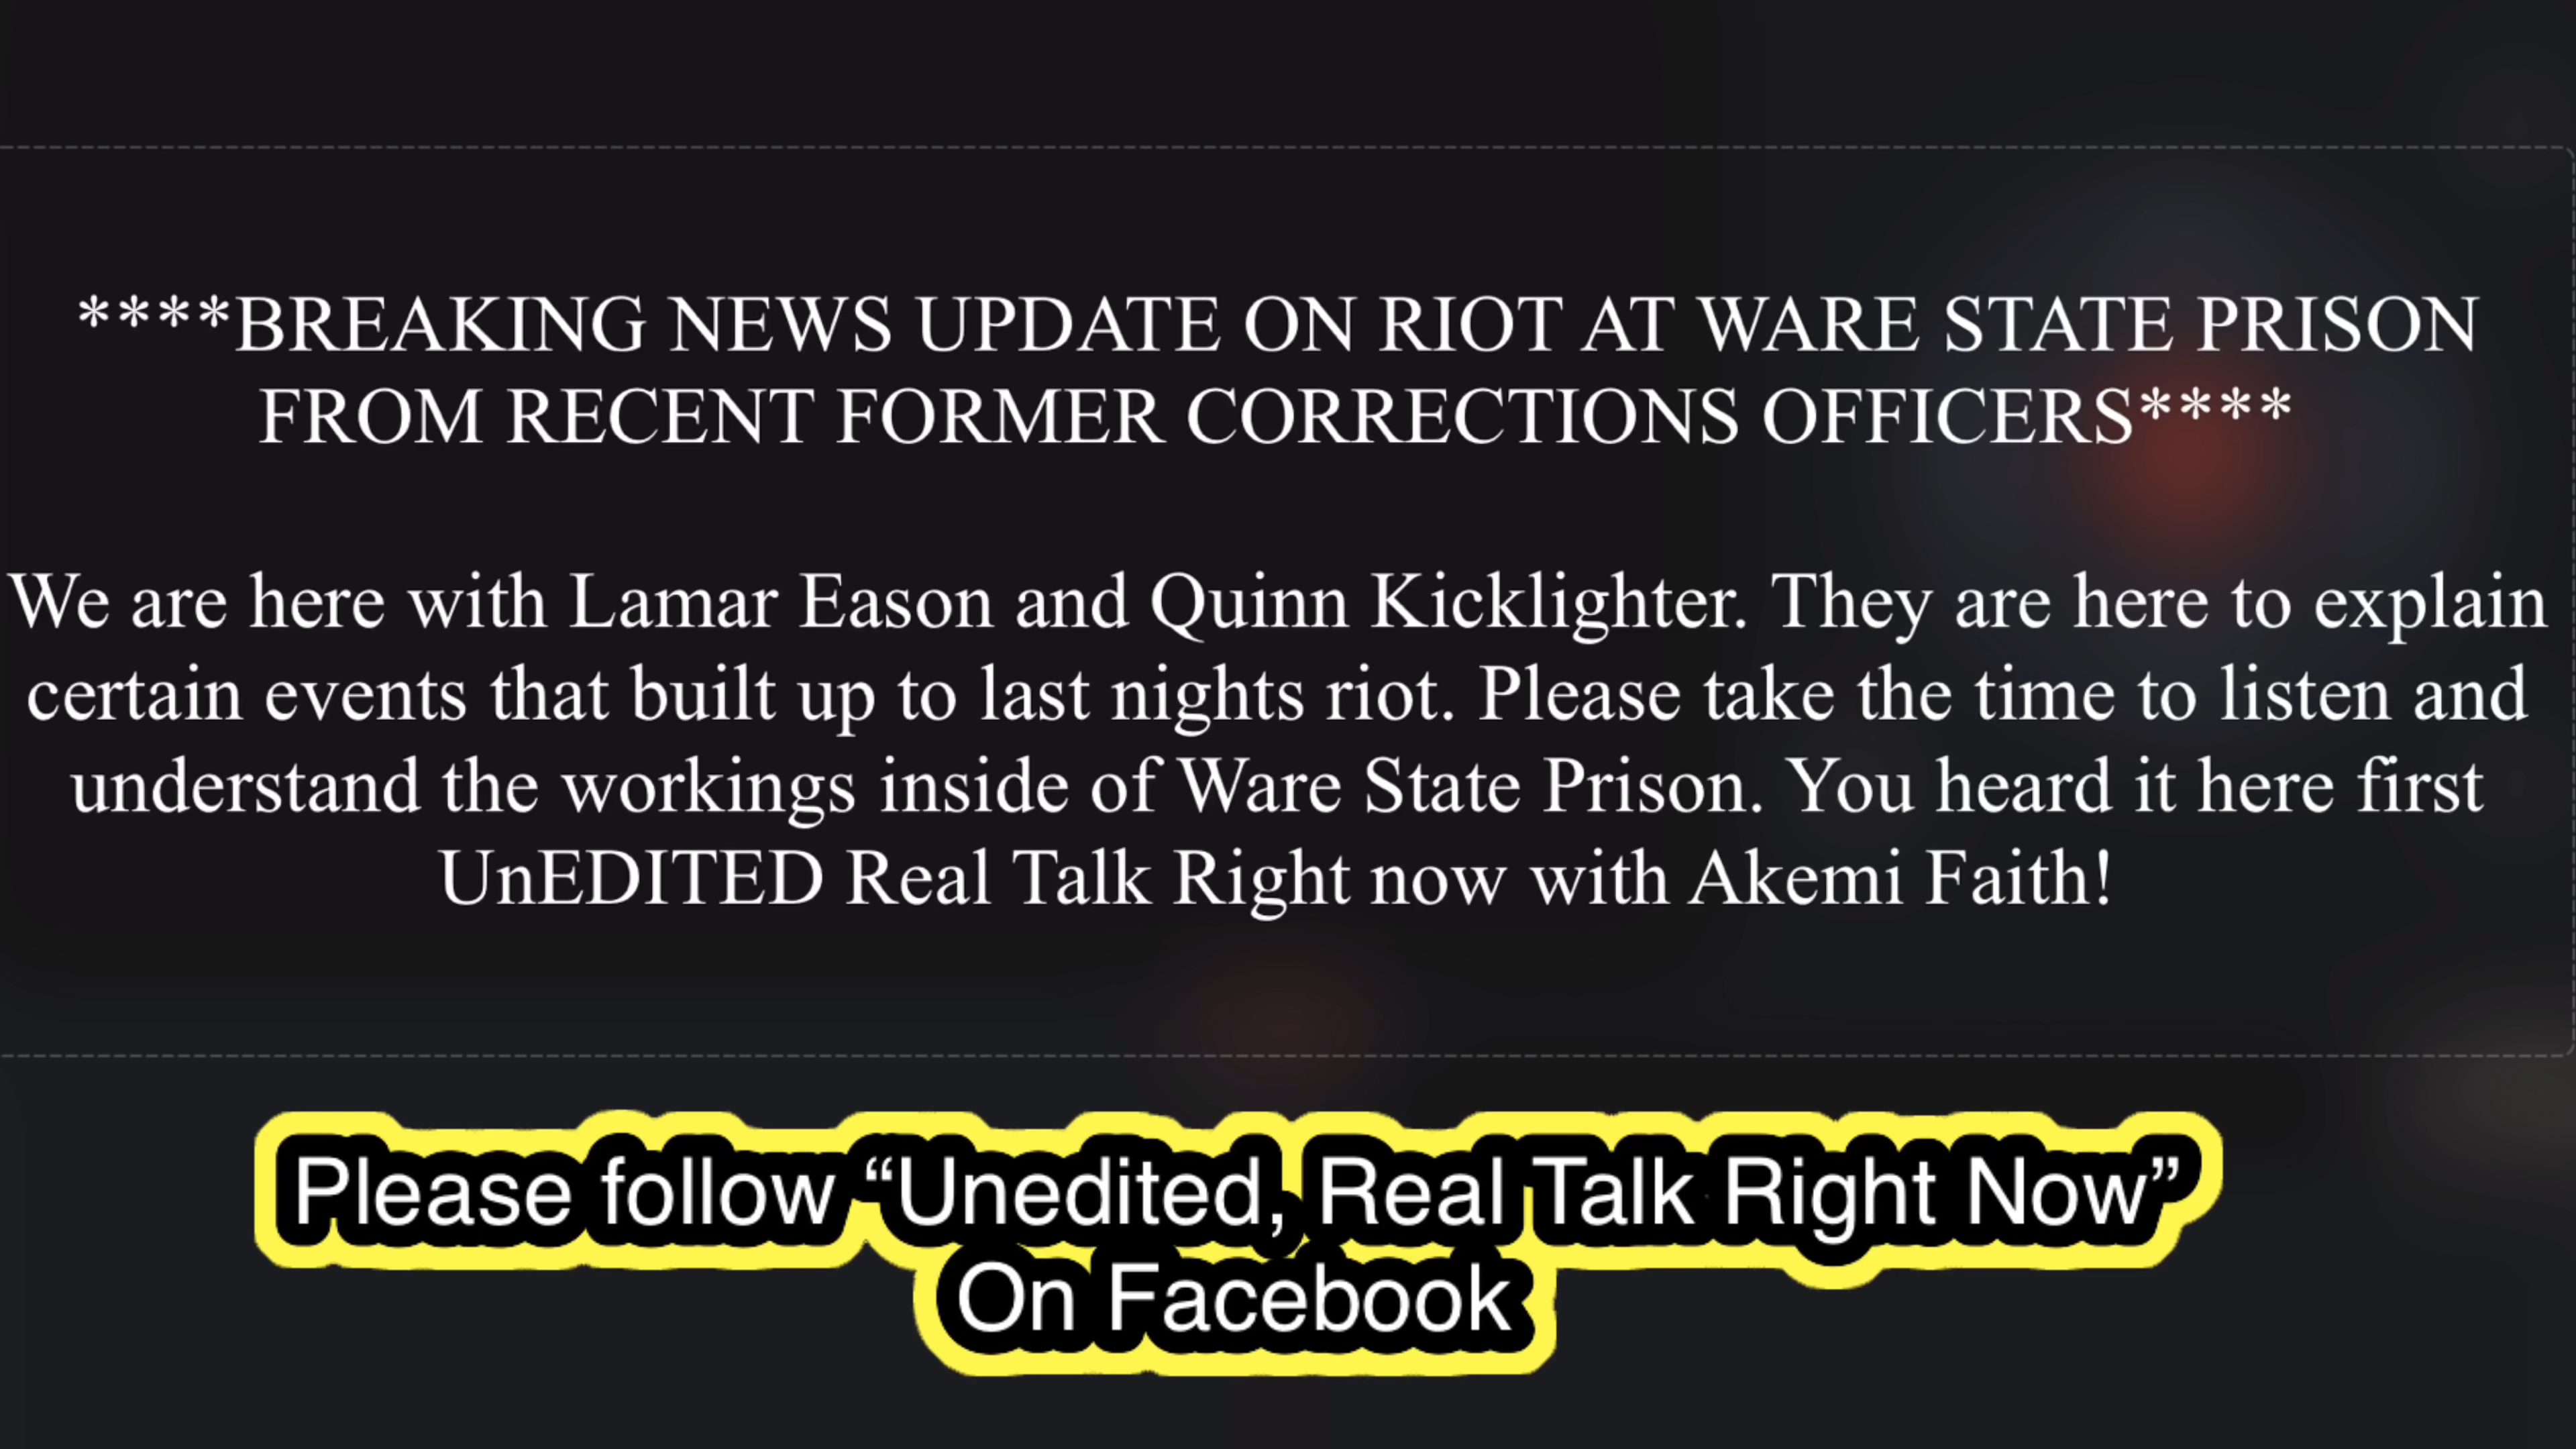 ****BREAKING NEWS UPDATE ON RIOT AT WARE STATE PRISON
FROM RECENT FORMER CORRECTIONS OFFICERS****
We are here with Lamar Eason and Quinn Kicklighter. They are here to explain
certain events that built up to last nights riot. Please take the time to listen and
understand the workings inside of Ware State Prison. You heard it here first
UnEDITED Real Talk Right now with Akemi Faith!
Please follow “Unedited, Real Talk Right Now”
On Facebook